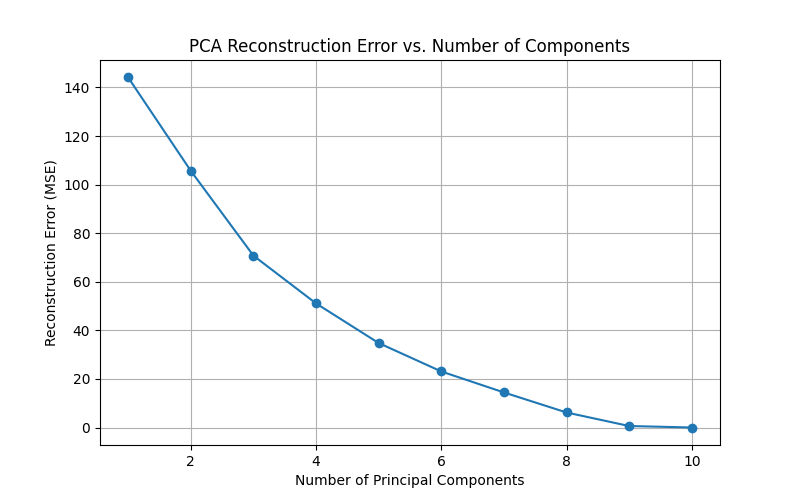 PCA Reconstruction Error vs. Number of Components
Reconstruction Error (MSE)
140
120
100
80
60
40
20
0
2 4 6 8 10
Number of Principal Components